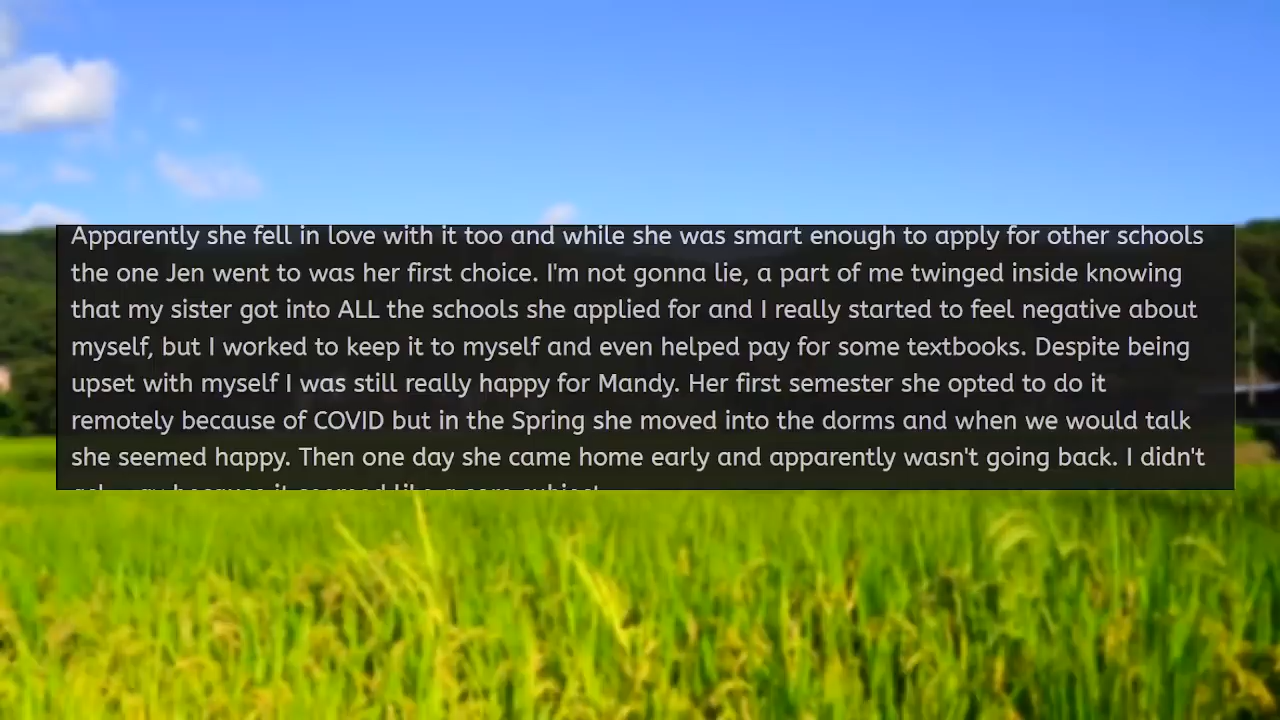 Apparently she fell in love with it too and while she was smart enough to apply for other schools
the one Jen went to was her first choice. I'm not gonna lie, a part of me twinged inside knowing
that my sister got into ALL the schools she applied for and I really started to feel negative about
myself, but I worked to keep it to myself and even helped pay for some textbooks. Despite being
upset with myself I was still really happy for Mandy. Her first semester she opted to do it
remotely because of COVID but in the Spring she moved into the dorms and when we would talk
she seemed happy. Then one day she came home early and apparently wasn't going back. I didn't
because it seemed like a sore subject